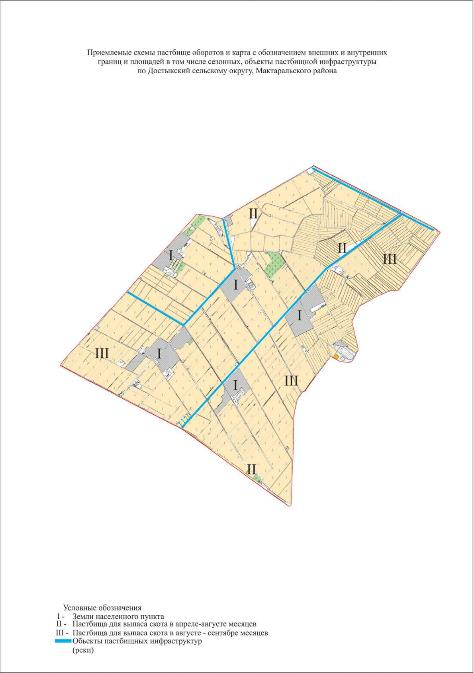 Приемлемые схемы пастбище оборотов и карта с обозначением внешних и внутренних
границ и площадей в том числе сезонных, объекты пастбищной инфраструктуры
по Достыкский сельскому округу, Мактаральского района
II
II
I
III
I
I
III
I
III
I
II
Условные обозначения
I - Земли населенного пункта
II - Пастбища для выпаса скота в апреле-августе месяцев
III - Пастбища для выпаса скота в августе - сентябре месяцев
Обьекты пастбищных инфраструктур
(реки)